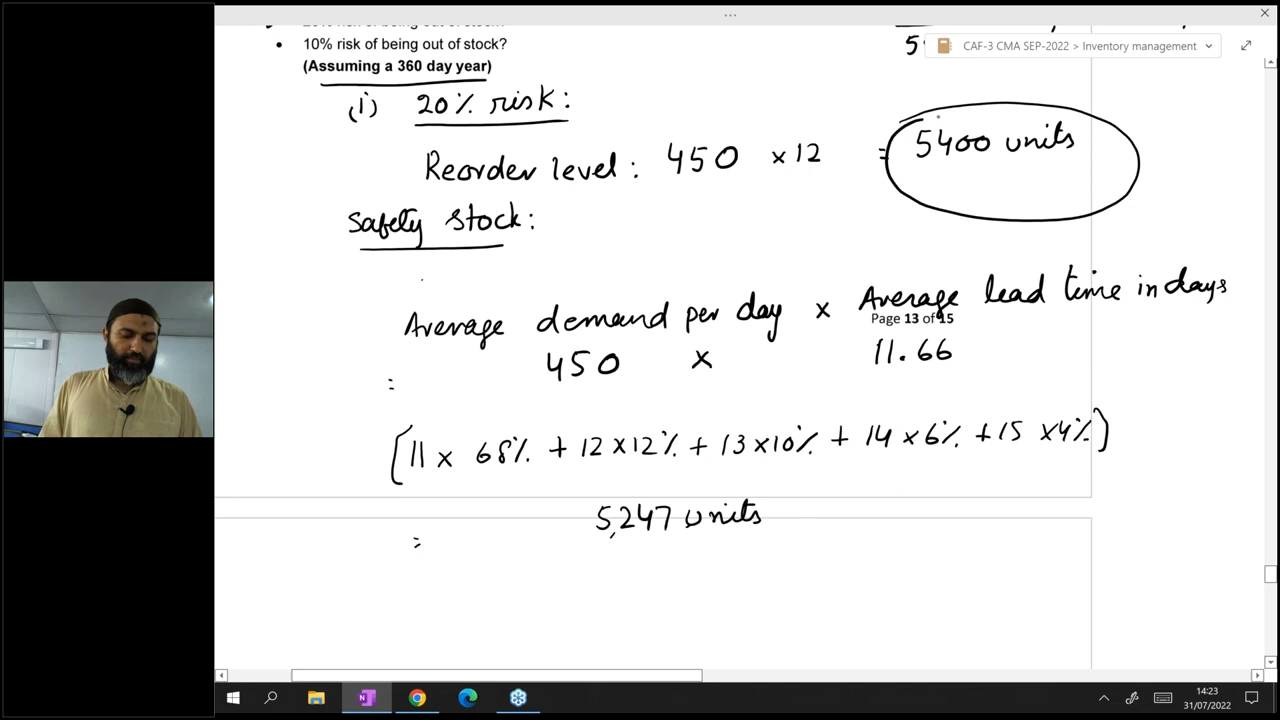 10% risk of being out of stock?
(Assuming a 360 day year)
CAF-3 CMA SEP-2022 > Inventory management
(i) 20% risk:
Reorder level: 450 × 12 = 5400 units
Safety stock:
Average demand per day × Average lead time in days
Page 13 of 15
450 × 11.66
=
(11 × 68% + 12 × 12% + 13 × 10% + 14 × 6% + 15 × 4%)
= 5,247 units
14:23
31/07/2022